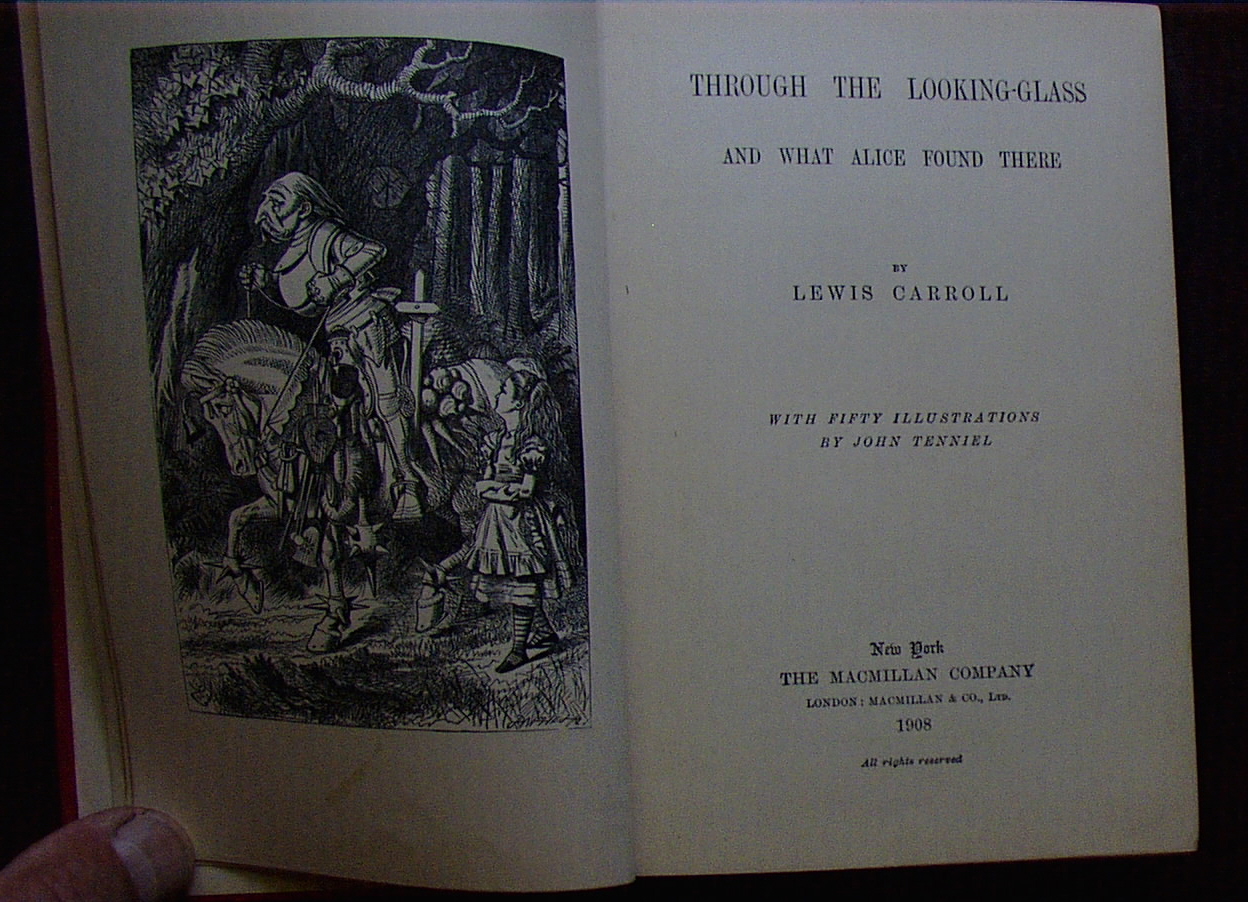 THROUGH THE LOOKING-GLASS
AND WHAT ALICE FOUND THERE
BY
LEWIS CARROLL
WITH FIFTY ILLUSTRATIONS
BY JOHN TENNIEL
New York
THE MACMILLAN COMPANY
LONDON: MACMILLAN & CO., LTD.
1908
All rights reserved